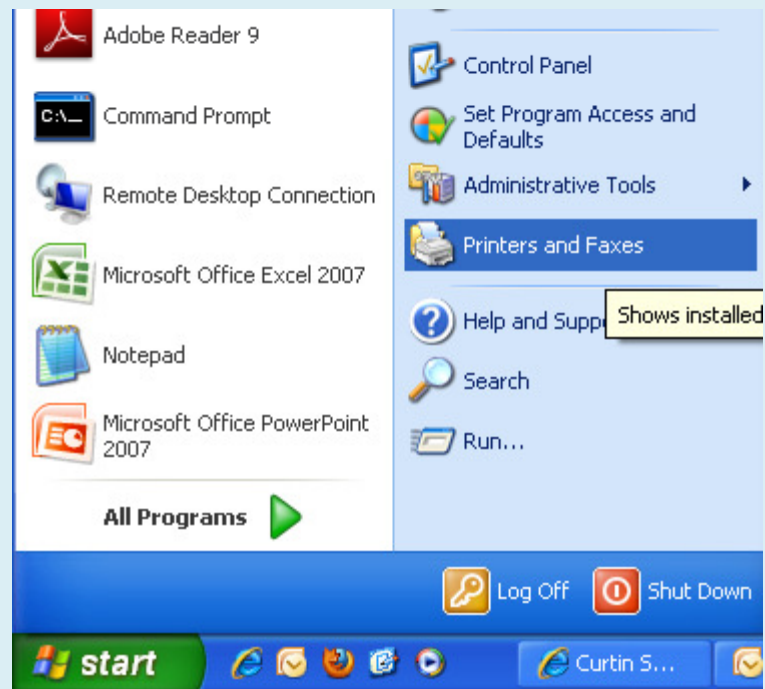 Adobe Reader 9
C:\_
Command Prompt
Remote Desktop Connection
Microsoft Office Excel 2007
Notepad
Microsoft Office PowerPoint
2007
All Programs
Control Panel
Set Program Access and
Defaults
Administrative Tools
Printers and Faxes
Shows installed
Help and Supp
Search
Run...
Log Off
Shut Down
start
Curtin S...